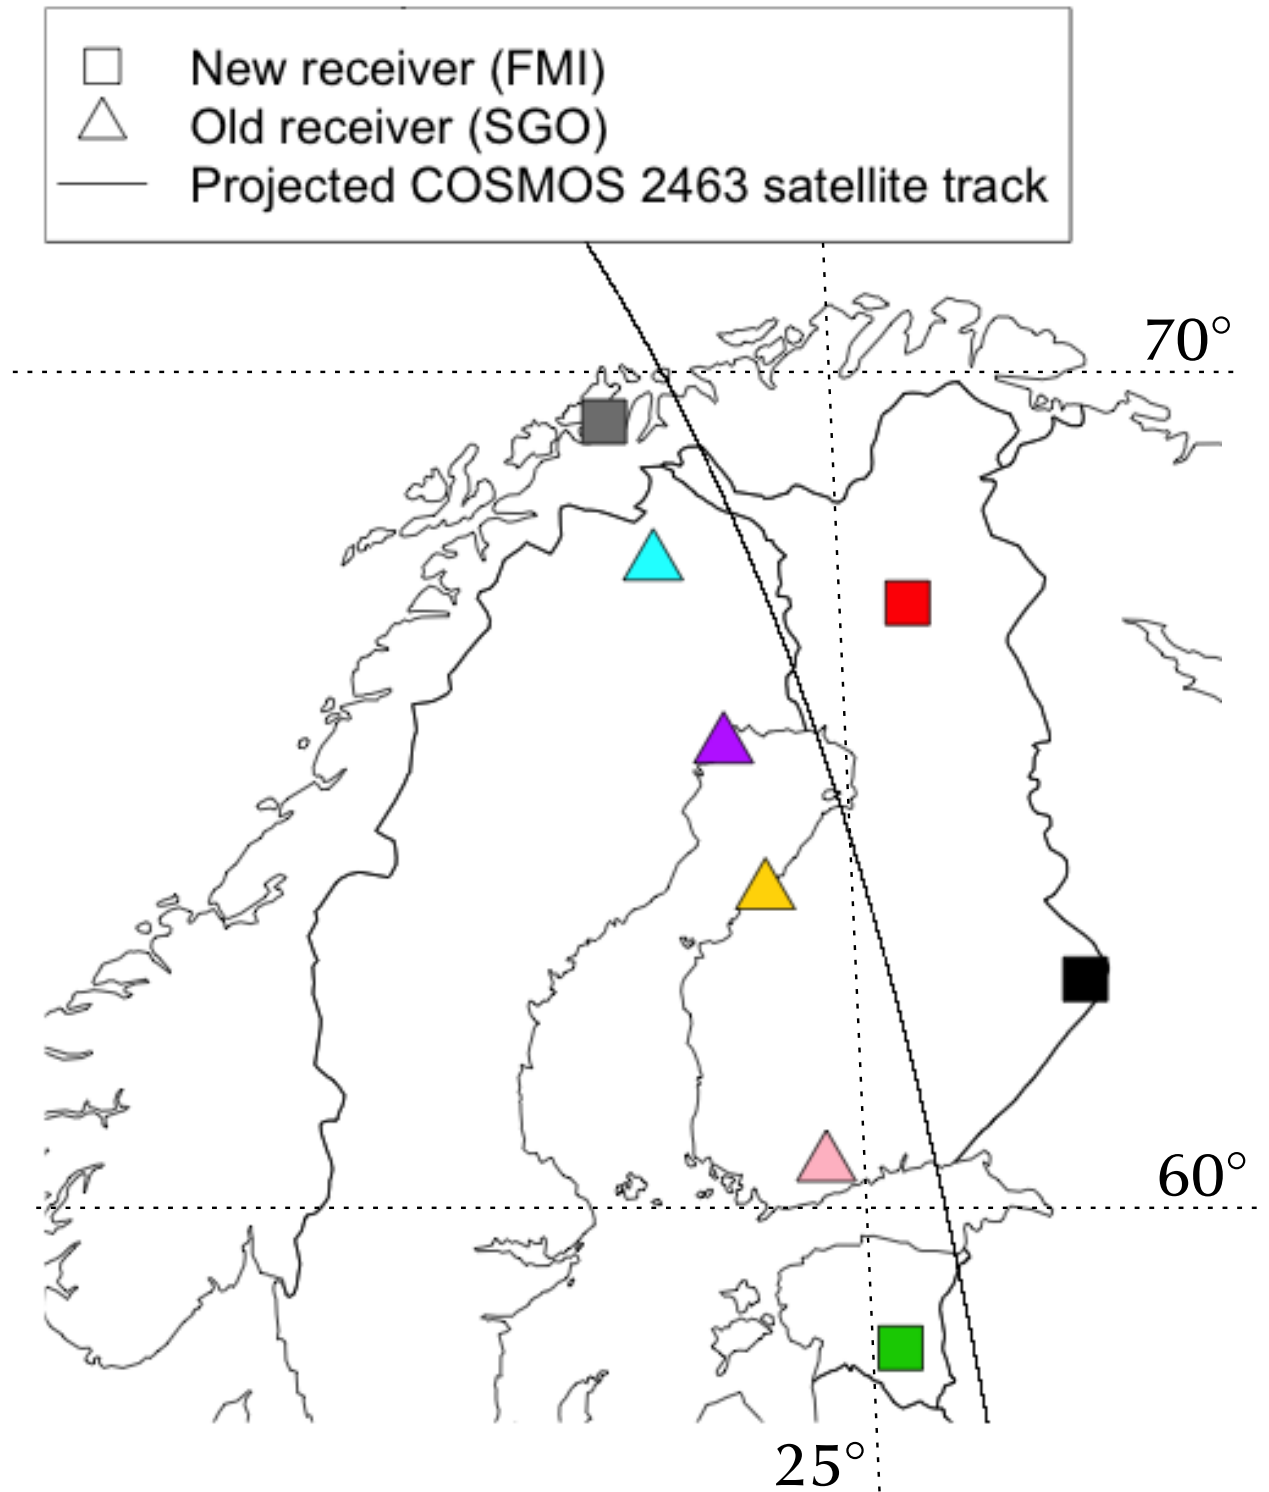 New receiver (FMI)
Old receiver (SGO)
Projected COSMOS 2463 satellite track
70°
60°
25°